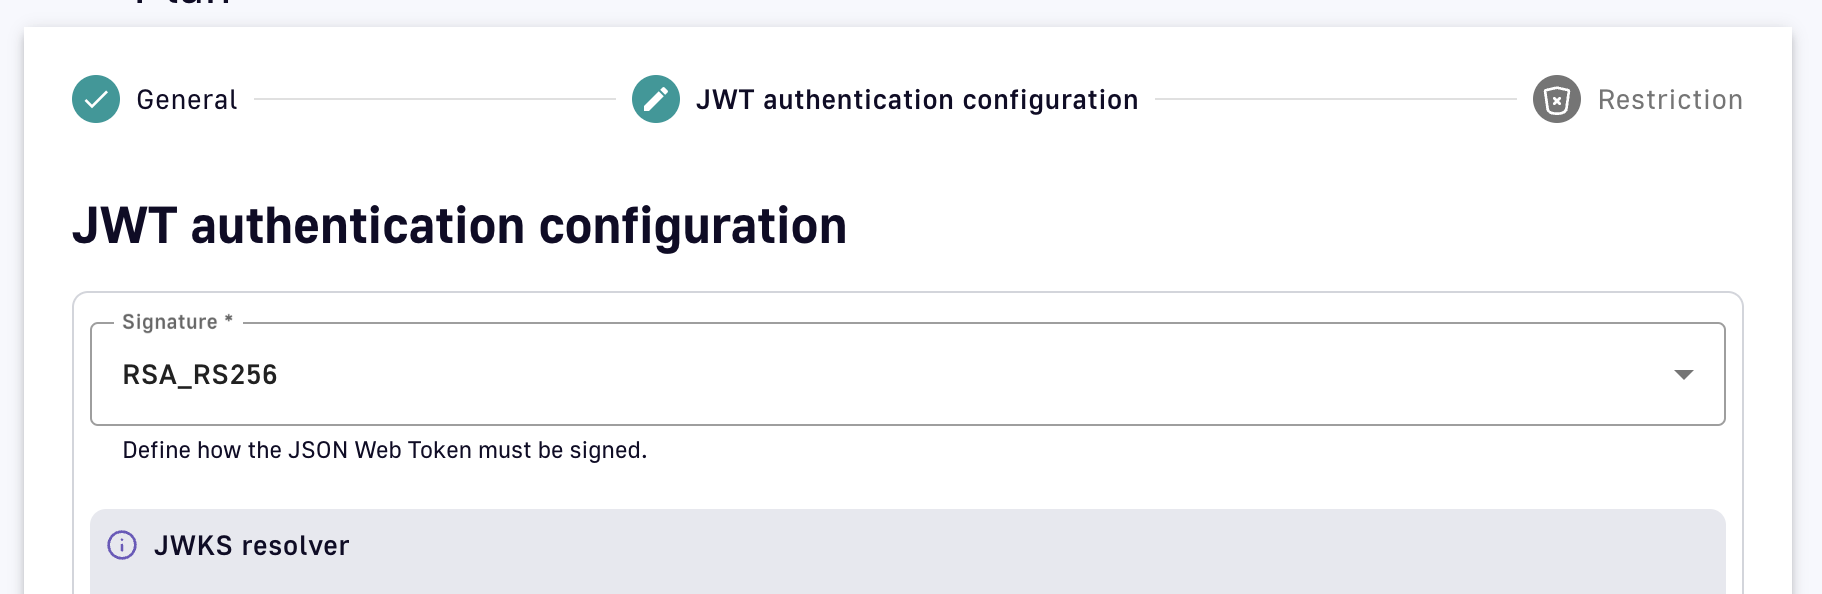 General
JWT authentication configuration
Restriction
JWT authentication configuration
Signature *
RSA_RS256
Define how the JSON Web Token must be signed.
JWKS resolver